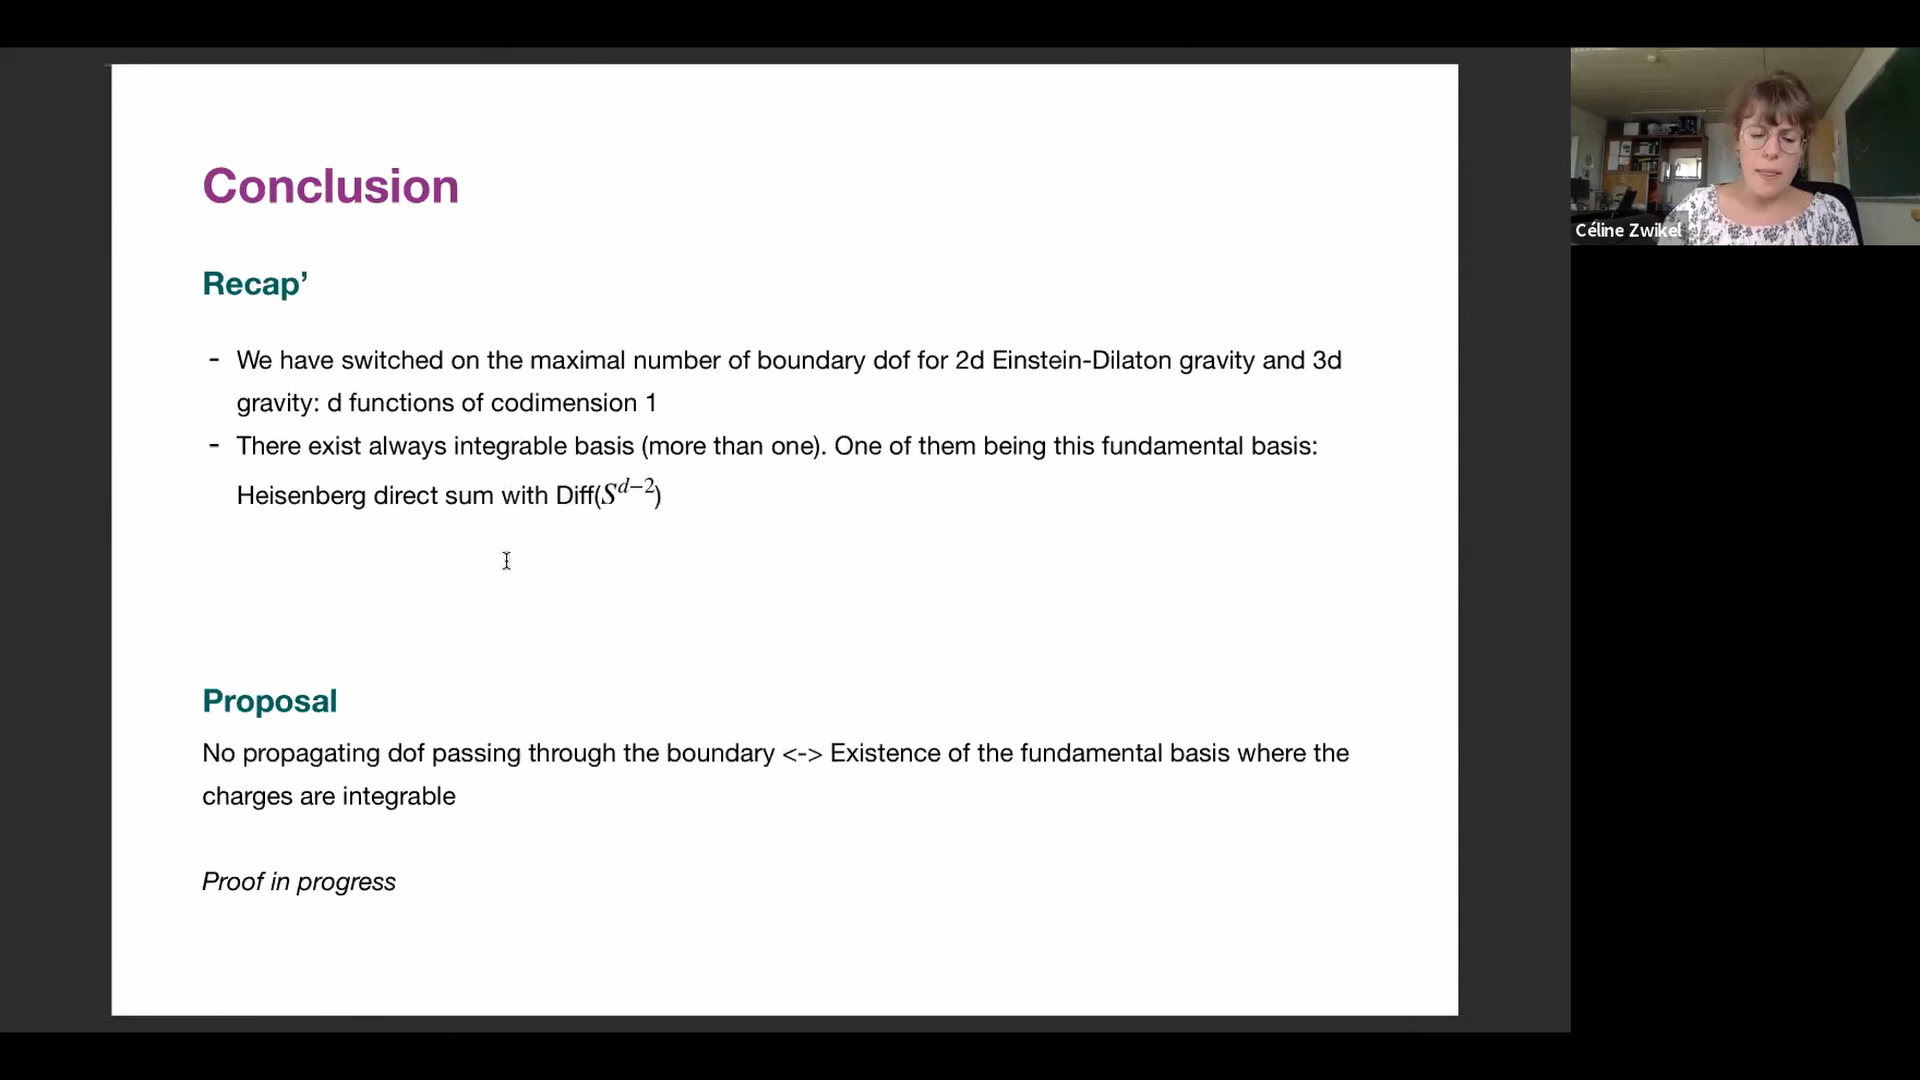 Conclusion
Recap’
- We have switched on the maximal number of boundary dof for 2d Einstein-Dilaton gravity and 3d
gravity: d functions of codimension 1
- There exist always integrable basis (more than one). One of them being this fundamental basis:
Heisenberg direct sum with Diff(S^{d−2})
Proposal
No propagating dof passing through the boundary <-> Existence of the fundamental basis where the
charges are integrable
Proof in progress
Céline Zwikel